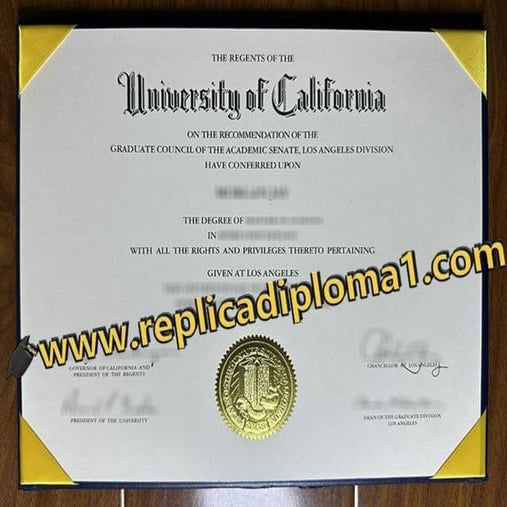 THE REGENTS OF THE
University of California
ON THE RECOMMENDATION OF THE
GRADUATE COUNCIL OF THE ACADEMIC SENATE, LOS ANGELES DIVISION
HAVE CONFERRED UPON
THE DEGREE OF
IN
WITH ALL THE RIGHTS AND PRIVILEGES THERETO PERTAINING
GIVEN AT LOS ANGELES
www.replicadiploma1.com
GOVERNOR OF CALIFORNIA AND
PRESIDENT OF THE REGENTS
CHANCELLOR LOS ANGELES
PRESIDENT OF THE UNIVERSITY
DEAN OF THE GRADUATE DIVISION
LOS ANGELES